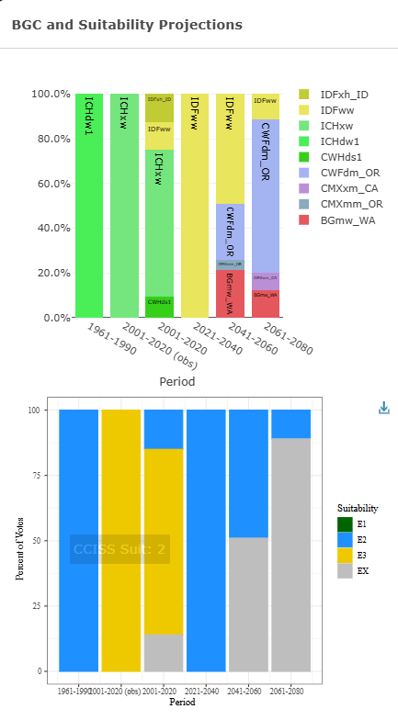 BGC and Suitability Projections
100.0%
80.0%
60.0%
40.0%
20.0%
0.0%
ICHdw1
ICHxw
IDFxh_ID
IDFww
ICHxw
CWHds1
IDFww
IDFww
CWFdm_OR
CMXmm_OR
BGmw_WA
IDFww
CWFdm_OR
CMXxm_CA
BGmw_WA
IDFxh_ID
IDFww
ICHxw
ICHdw1
CWHds1
CWFdm_OR
CMXxm_CA
CMXmm_OR
BGmw_WA
1961-1990
2001-2020 (obs)
2001-2020
2021-2040
2041-2060
2061-2080
Period
100
75
50
25
0
Percent of Votes
CCISS Suit: 2
Suitability
E1
E2
E3
EX
1961-1990
2001-2020 (obs)
2001-2020
2021-2040
2041-2060
2061-2080
Period